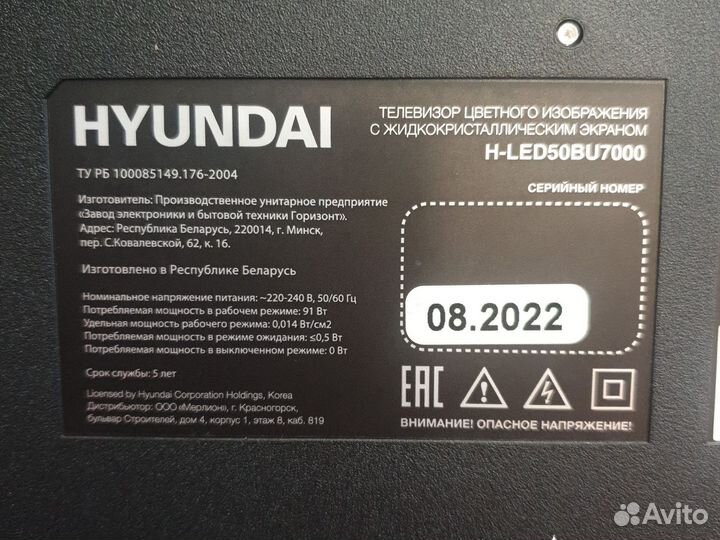 HYUNDAI
ТУ РБ 100085149.176-2004
Изготовитель: Производственное унитарное предприятие
«Завод электроники и бытовой техники Горизонт».
Адрес: Республика Беларусь, 220014, г. Минск,
пер. С.Ковалевской, 62, к. 16.
Изготовлено в Республике Беларусь
Номинальное напряжение питания: ~220-240 В, 50/60 Гц
Потребляемая мощность в рабочем режиме: 91 Вт
Удельная мощность рабочего режима: 0,014 Вт/см2
Потребляемая мощность в режиме ожидания: ≤0,5 Вт
Потребляемая мощность в выключенном режиме: 0 Вт
Срок службы: 5 лет
Licensed by Hyundai Corporation Holdings, Korea
Дистрибьютор: ООО «Мерлион», г. Красногорск,
бульвар Строителей, дом 4, корпус 1, этаж 8, каб. 819
ТЕЛЕВИЗОР ЦВЕТНОГО ИЗОБРАЖЕНИЯ
С ЖИДКОКРИСТАЛЛИЧЕСКИМ ЭКРАНОМ
H-LED50BU7000
СЕРИЙНЫЙ НОМЕР
08.2022
EAC
ВНИМАНИЕ! ОПАСНОЕ НАПРЯЖЕНИЕ!
Avito